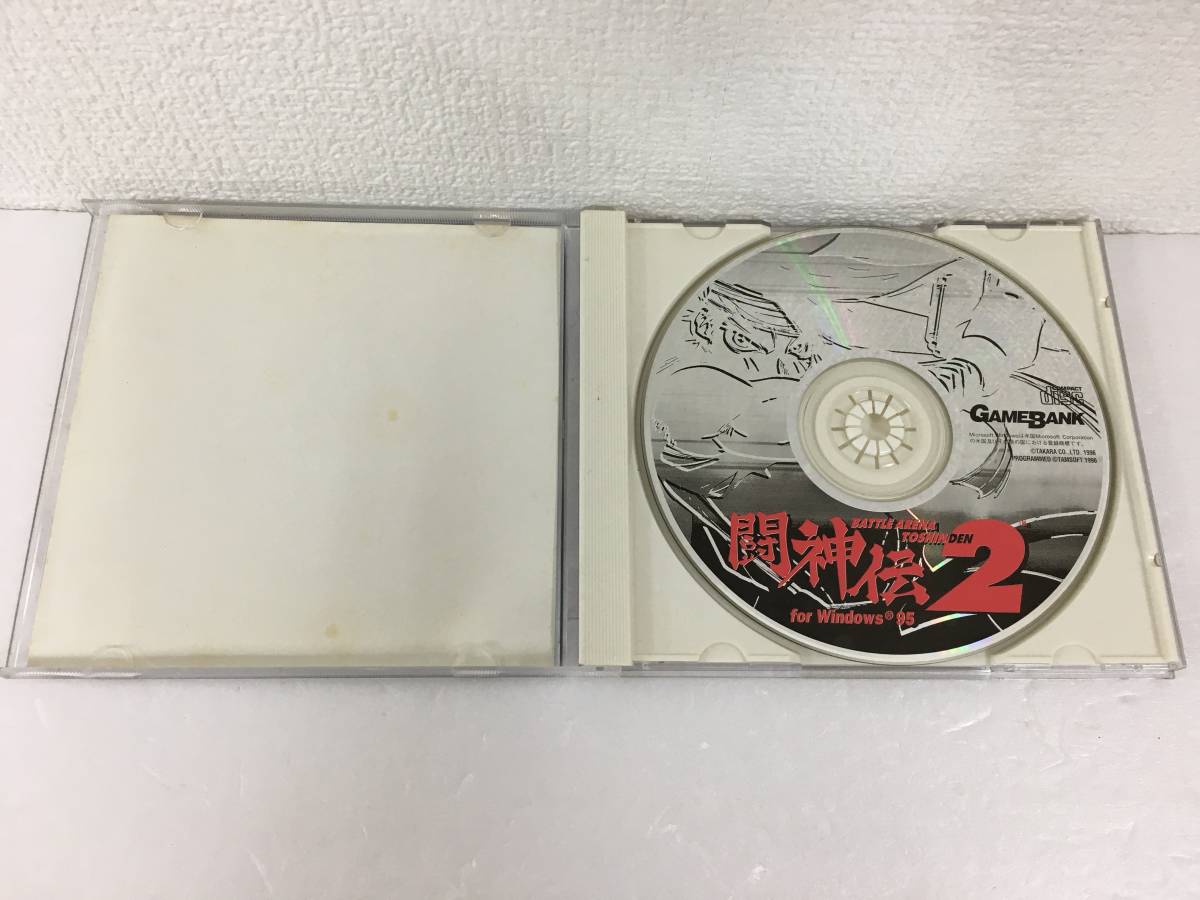 COMPACT
disc
GAMEBANK
Microsoft, Windowsは米国Microsoft Corporation
の米国及びその他の国における登録商標です。
©TAKARA CO., LTD. 1996
PROGRAMMED ©TAMSOFT 1996
BATTLE ARENA
TOSHINDEN
闘神伝2
for Windows® 95